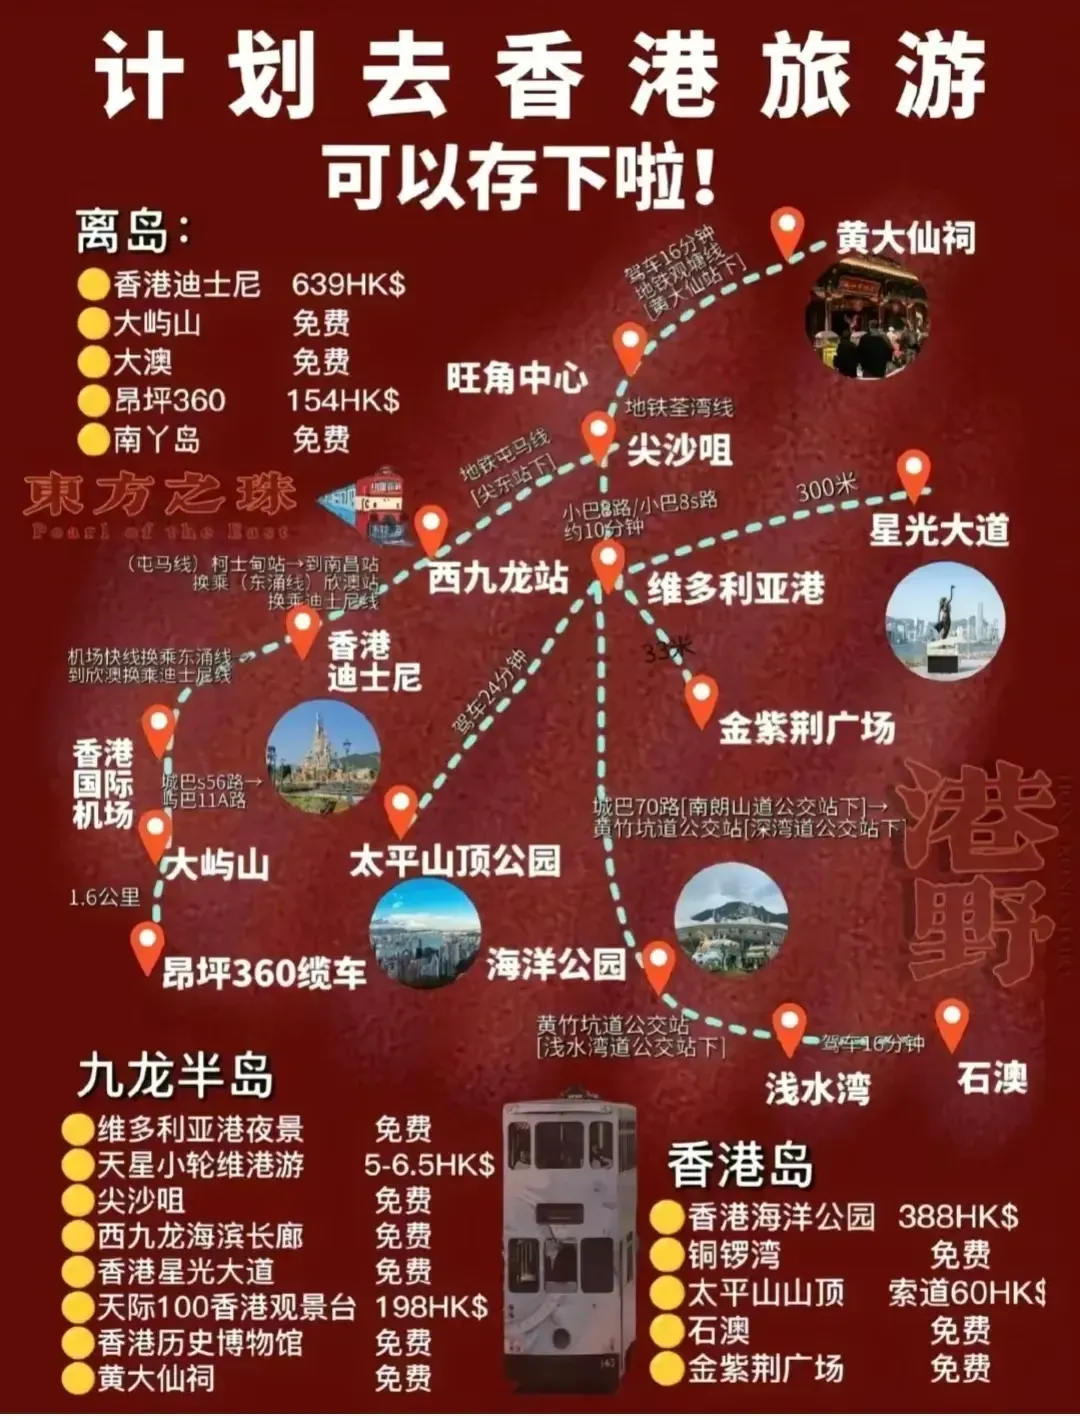 计划去香港旅游
可以存下啦!
离岛:
香港迪士尼 639HK$
大屿山 免费
大澳 免费
昂坪360 154HK$
南丫岛 免费
東方之珠
Pearl of the East
黄大仙祠
驾车16分钟
地铁观塘线
[黄大仙站下]
旺角中心
地铁荃湾线
尖沙咀
地铁屯马线
[尖东站下]
小巴8路/小巴8s路
约10分钟
300米
星光大道
西九龙站
维多利亚港
(屯马线)柯士甸站→到南昌站
换乘(东涌线)欣澳站
换乘迪士尼线
香港
迪士尼
33米
机场快线换乘东涌线→
到欣澳换乘迪士尼线
驾车24分钟
金紫荆广场
香港
国际
机场
城巴s56路→
屿巴11A路
城巴70路[南朗山道公交站下]→
黄竹坑道公交站[深湾道公交站下]
港野
大屿山
太平山顶公园
1.6公里
昂坪360缆车
海洋公园
黄竹坑道公交站
[浅水湾道公交站下]
驾车16分钟
浅水湾
石澳
九龙半岛
维多利亚港夜景 免费
天星小轮维港游 5-6.5HK$
尖沙咀 免费
西九龙海滨长廊 免费
香港星光大道 免费
天际100香港观景台 198HK$
香港历史博物馆 免费
黄大仙祠 免费
香港岛
香港海洋公园 388HK$
铜锣湾 免费
太平山山顶 索道60HK$
石澳 免费
金紫荆广场 免费